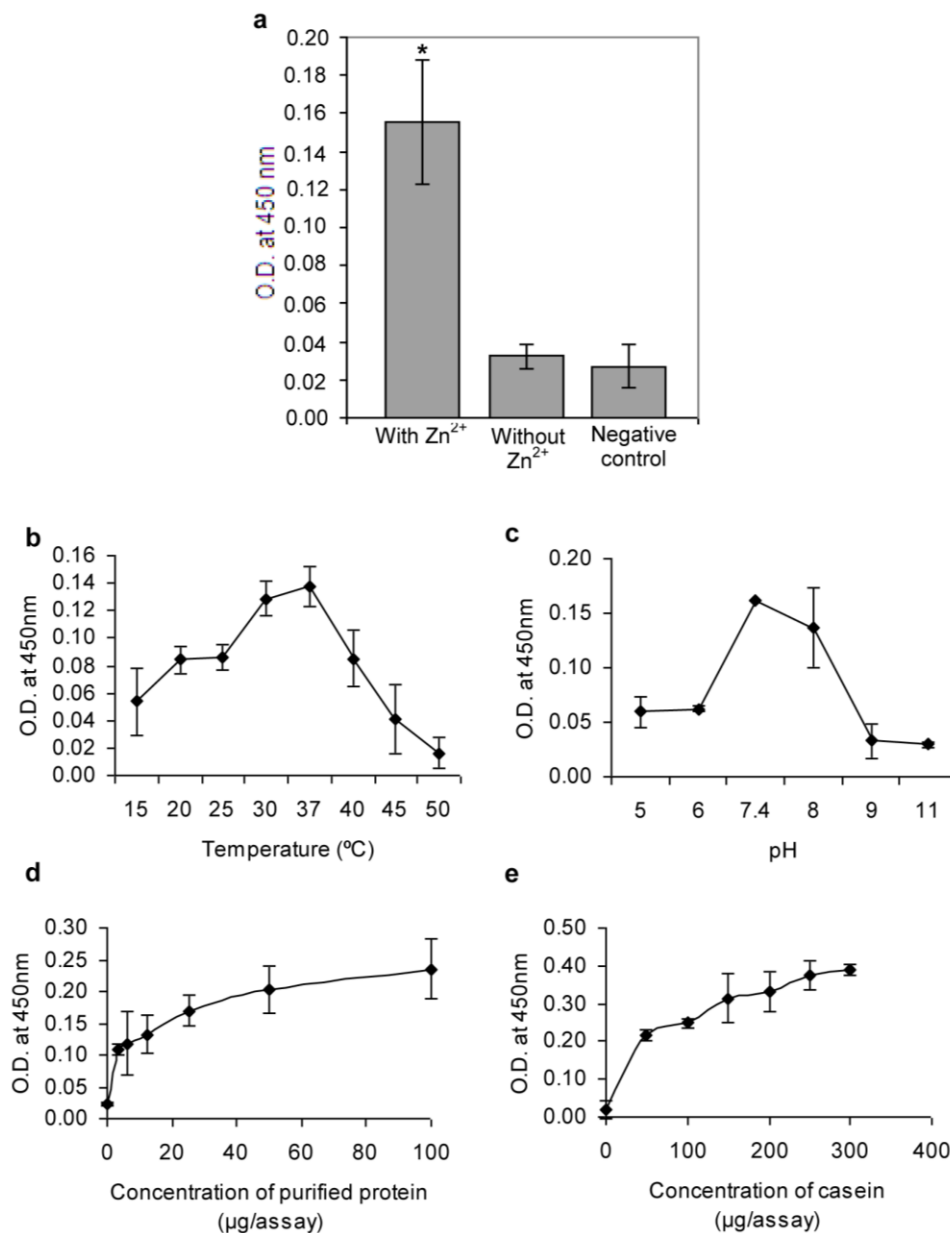 a
0.20
0.18
0.16
0.14
0.12
0.10
0.08
0.06
0.04
0.02
0.00
O.D. at 450 nm
*
With Zn²⁺
Without
Zn²⁺
Negative
control
b
0.16
0.14
0.12
0.10
0.08
0.06
0.04
0.02
0.00
O.D. at 450nm
15 20 25 30 37 40 45 50
Temperature (ºC)
c
0.20
0.15
0.10
0.05
0.00
O.D. at 450nm
5 6 7.4 8 9 11
pH
d
0.30
0.25
0.20
0.15
0.10
0.05
0.00
O.D. at 450nm
0 20 40 60 80 100
Concentration of purified protein
(µg/assay)
e
0.50
0.40
0.30
0.20
0.10
0.00
O.D. at 450nm
0 100 200 300 400
Concentration of casein
(µg/assay)